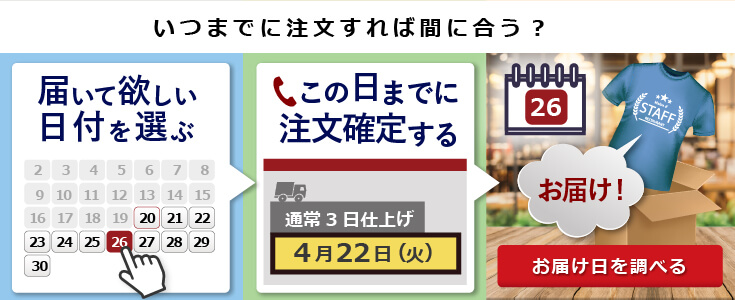 いつまでに注文すれば間に合う?
届いて欲しい
日付を選ぶ
2 3 4 5 6 7 8
9 10 11 12 13 14 15
16 17 18 19 20 21 22
23 24 25 26 27 28 29
30
この日までに
注文確定する
通常3日仕上げ
4月22日(火)
26
STAFF
お届け!
お届け日を調べる